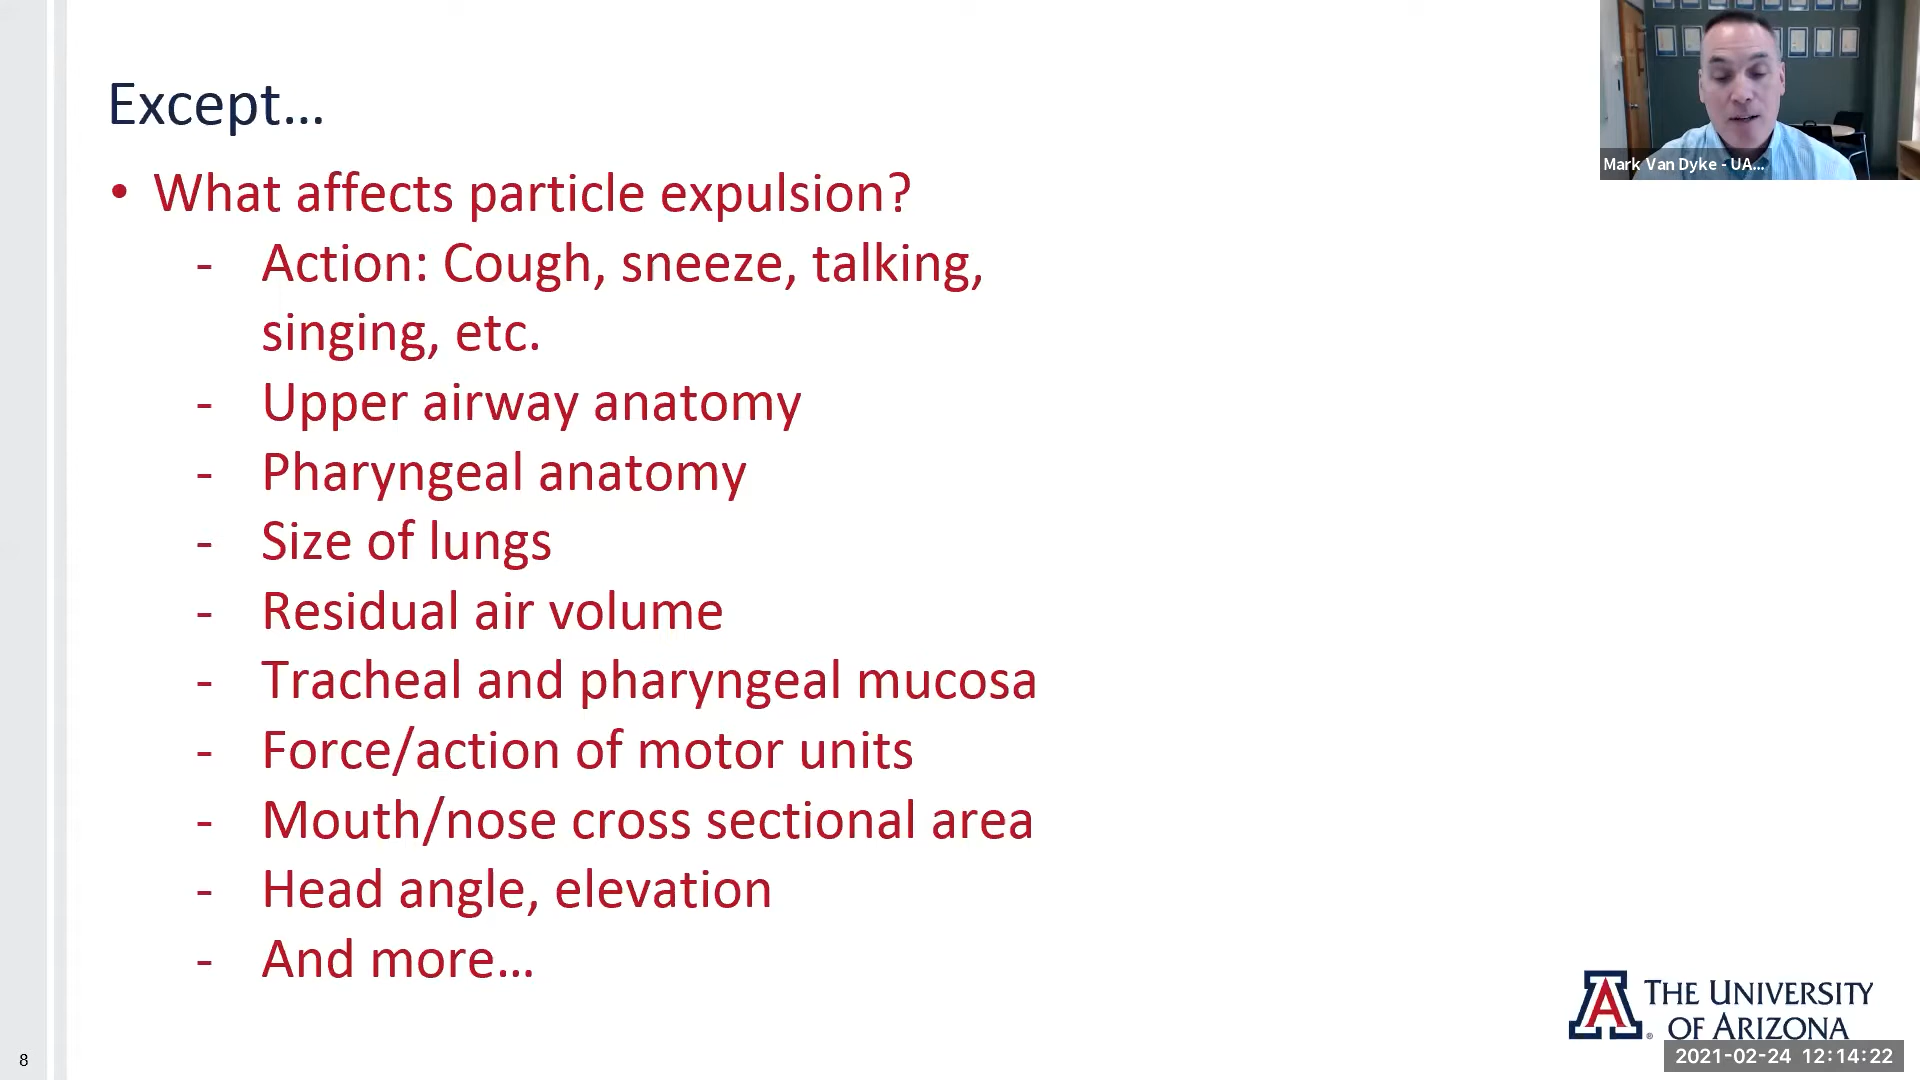 Except...
• What affects particle expulsion?
- Action: Cough, sneeze, talking,
singing, etc.
- Upper airway anatomy
- Pharyngeal anatomy
- Size of lungs
- Residual air volume
- Tracheal and pharyngeal mucosa
- Force/action of motor units
- Mouth/nose cross sectional area
- Head angle, elevation
- And more...
8
Mark Van Dyke - UA...
A
THE UNIVERSITY
OF ARIZONA
2021-02-24 12:14:22